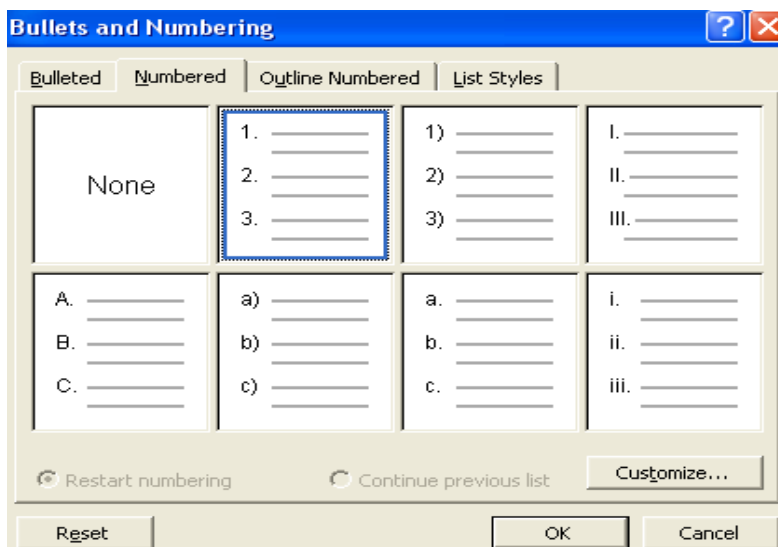 Bullets and Numbering
Bulleted Numbered Outline Numbered List Styles
None
1.
2.
3.
1)
2)
3)
I.
II.
III.
A.
B.
C.
a)
b)
c)
a.
b.
c.
i.
ii.
iii.
Restart numbering Continue previous list Customize...
Reset OK Cancel